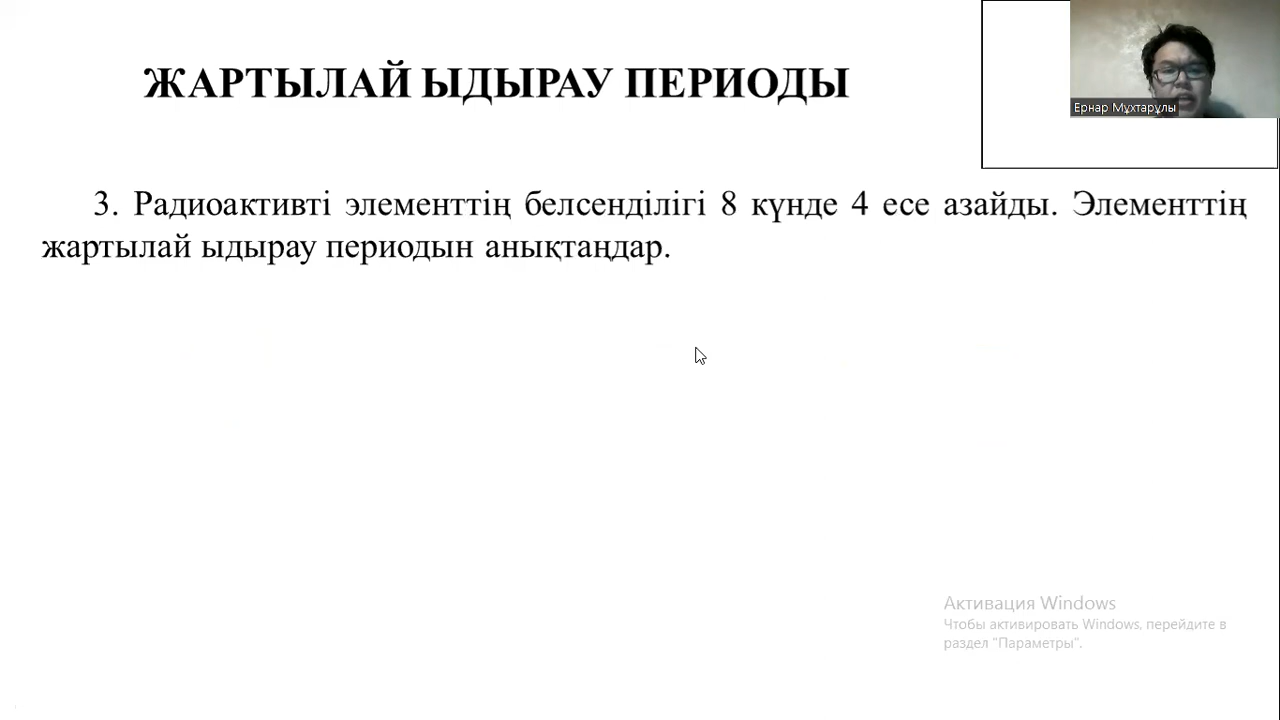 ЖАРТЫЛАЙ ЫДЫРАУ ПЕРИОДЫ
Ернар Мұхтарұлы
3. Радиоактивті элементтің белсенділігі 8 күнде 4 есе азайды. Элементтің
жартылай ыдырау периодын анықтаңдар.
Активация Windows
Чтобы активировать Windows, перейдите в
раздел "Параметры".